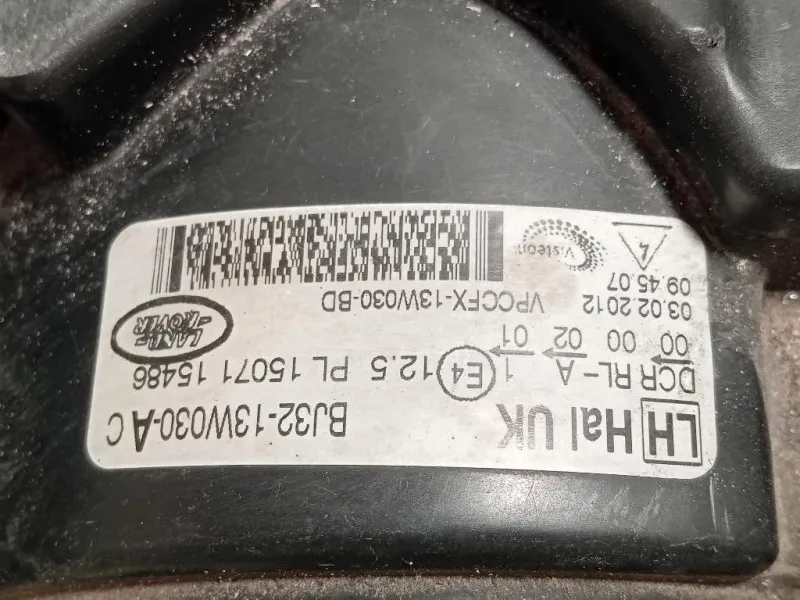 LH Hal UK BJ32-13W030-AC
DCR RL-A 1 E4 12.5 PL 15071 15486
00 00 02 01
LAND-
ROVER
03.02.2012 VPCCFX-13W030-BD
09.45.07
Visteon